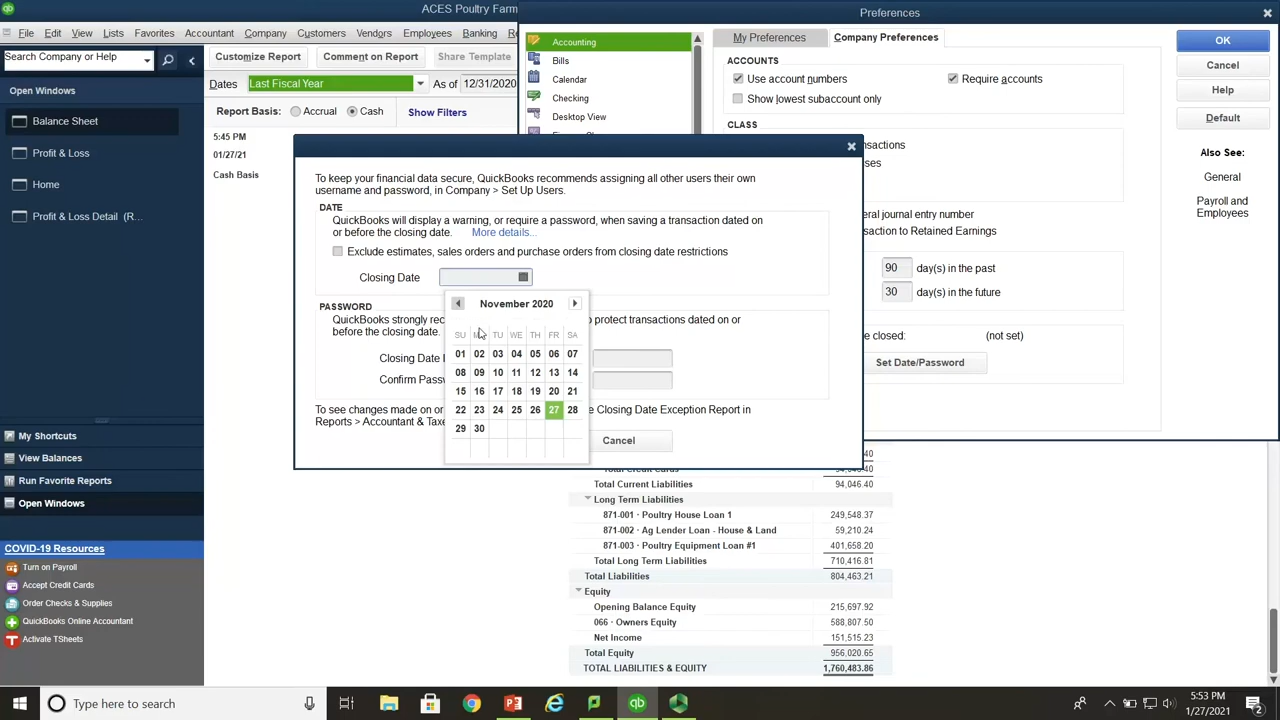 ACES Poultry Farm
File Edit View Lists Favorites Accountant Company Customers Vendors Employees Banking
Search Company or Help
Customize Report Comment on Report Share Template
Open Windows
Dates Last Fiscal Year As of 12/31/2020
Report Basis: Accrual Cash Show Filters
Balance Sheet
Profit & Loss
Home
Profit & Loss Detail (R...
5:45 PM
01/27/21
Cash Basis
Preferences
Accounting
Bills
Calendar
Checking
Desktop View
My Preferences Company Preferences
ACCOUNTS
Use account numbers Require accounts
Show lowest subaccount only
CLASS
OK
Cancel
Help
Default
Also See:
General
Payroll and
Employees
90 day(s) in the past
30 day(s) in the future
(not set)
Set Date/Password
To keep your financial data secure, QuickBooks recommends assigning all other users their own
username and password, in Company > Set Up Users.
DATE
QuickBooks will display a warning, or require a password, when saving a transaction dated on
or before the closing date. More details...
Exclude estimates, sales orders and purchase orders from closing date restrictions
Closing Date
November 2020
SU TU WE TH FR SA
01 02 03 04 05 06 07
08 09 10 11 12 13 14
15 16 17 18 19 20 21
22 23 24 25 26 27 28
29 30
PASSWORD
QuickBooks strongly to protect transactions dated on or
before the closing date.
Closing Date
Confirm
To see changes made on or Closing Date Exception Report in
Reports > Accountant &
Cancel
My Shortcuts
View Balances
Run Favorite Reports
Open Windows
COVID-19 Resources
Turn on Payroll
Accept Credit Cards
Order Checks & Supplies
QuickBooks Online Accountant
Activate TSheets
Total Current Liabilities 94,046.40
Long Term Liabilities
871-001 · Poultry House Loan 1 249,548.37
871-002 · Ag Lender Loan - House & Land 59,210.24
871-003 · Poultry Equipment Loan #1 401,658.20
Total Long Term Liabilities 710,416.81
Total Liabilities 804,463.21
Equity
Opening Balance Equity 215,697.92
066 · Owners Equity 588,807.50
Net Income 151,515.23
Total Equity 956,020.65
TOTAL LIABILITIES & EQUITY 1,760,483.86
Type here to search
5:53 PM
1/27/2021